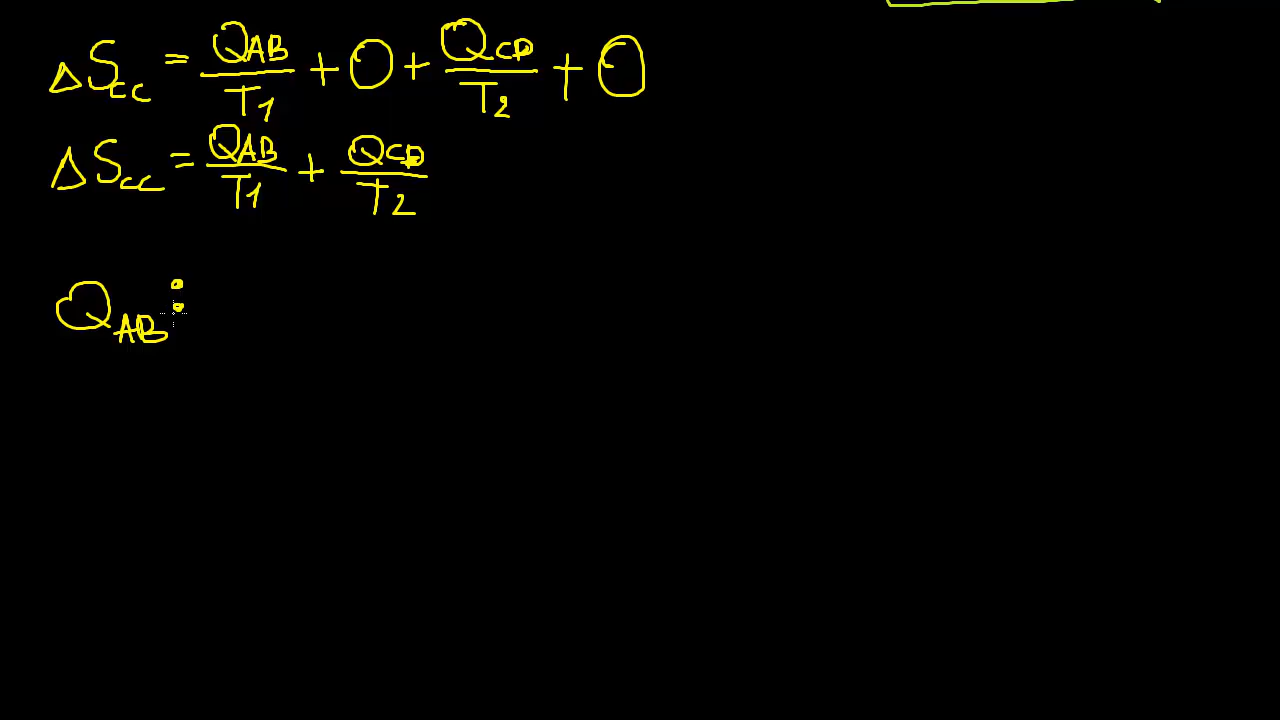 ΔS_cc = Q_AB/T_1 + 0 + Q_CD/T_2 + 0
ΔS_cc = Q_AB/T_1 + Q_CD/T_2
Q_AB: